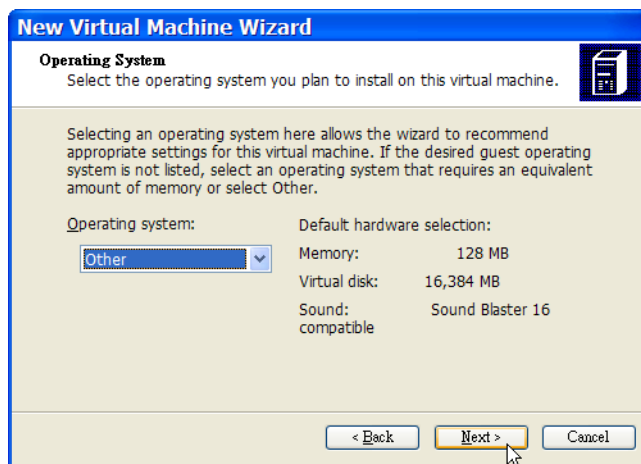 New Virtual Machine Wizard
Operating System
Select the operating system you plan to install on this virtual machine.
Selecting an operating system here allows the wizard to recommend
appropriate settings for this virtual machine. If the desired guest operating
system is not listed, select an operating system that requires an equivalent
amount of memory or select Other.
Operating system:
Other
Default hardware selection:
Memory: 128 MB
Virtual disk: 16,384 MB
Sound: Sound Blaster 16
compatible
< Back Next > Cancel